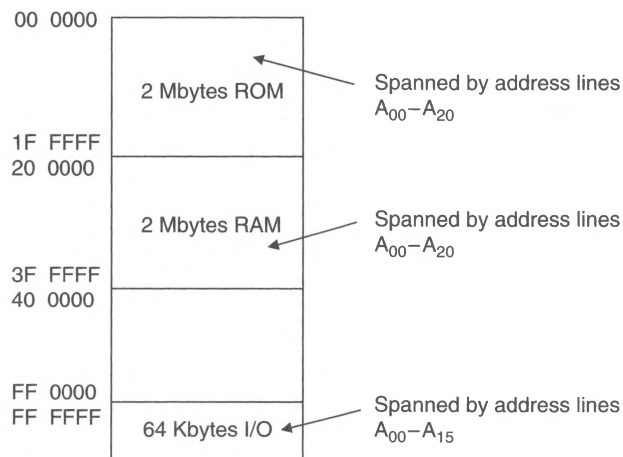 00 0000
2 Mbytes ROM
Spanned by address lines
A₀₀–A₂₀
1F FFFF
20 0000
2 Mbytes RAM
Spanned by address lines
A₀₀–A₂₀
3F FFFF
40 0000
FF 0000
FF FFFF
64 Kbytes I/O
Spanned by address lines
A₀₀–A₁₅